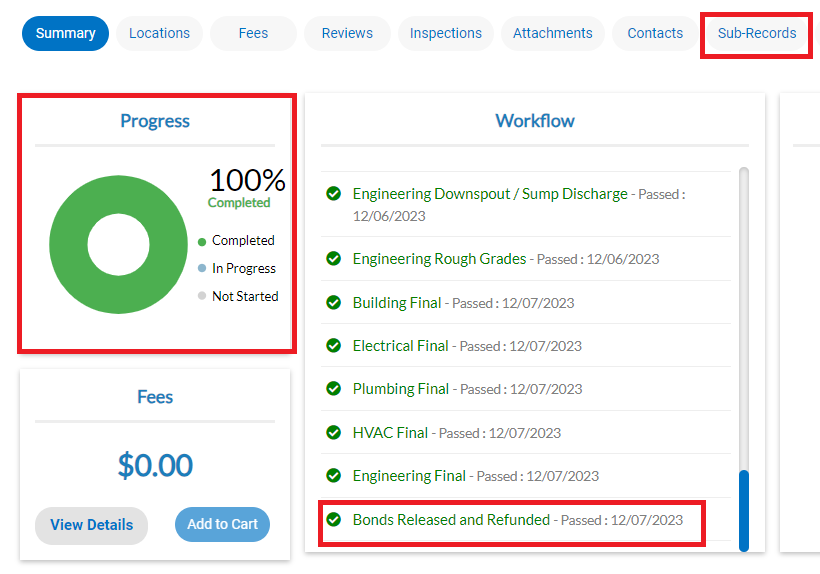 Summary
Locations
Fees
Reviews
Inspections
Attachments
Contacts
Sub-Records
Progress
100%
Completed
Completed
In Progress
Not Started
Fees
$0.00
View Details
Add to Cart
Workflow
Engineering Downspout / Sump Discharge - Passed :
12/06/2023
Engineering Rough Grades - Passed : 12/06/2023
Building Final - Passed : 12/07/2023
Electrical Final - Passed : 12/07/2023
Plumbing Final - Passed : 12/07/2023
HVAC Final - Passed : 12/07/2023
Engineering Final - Passed : 12/07/2023
Bonds Released and Refunded - Passed : 12/07/2023